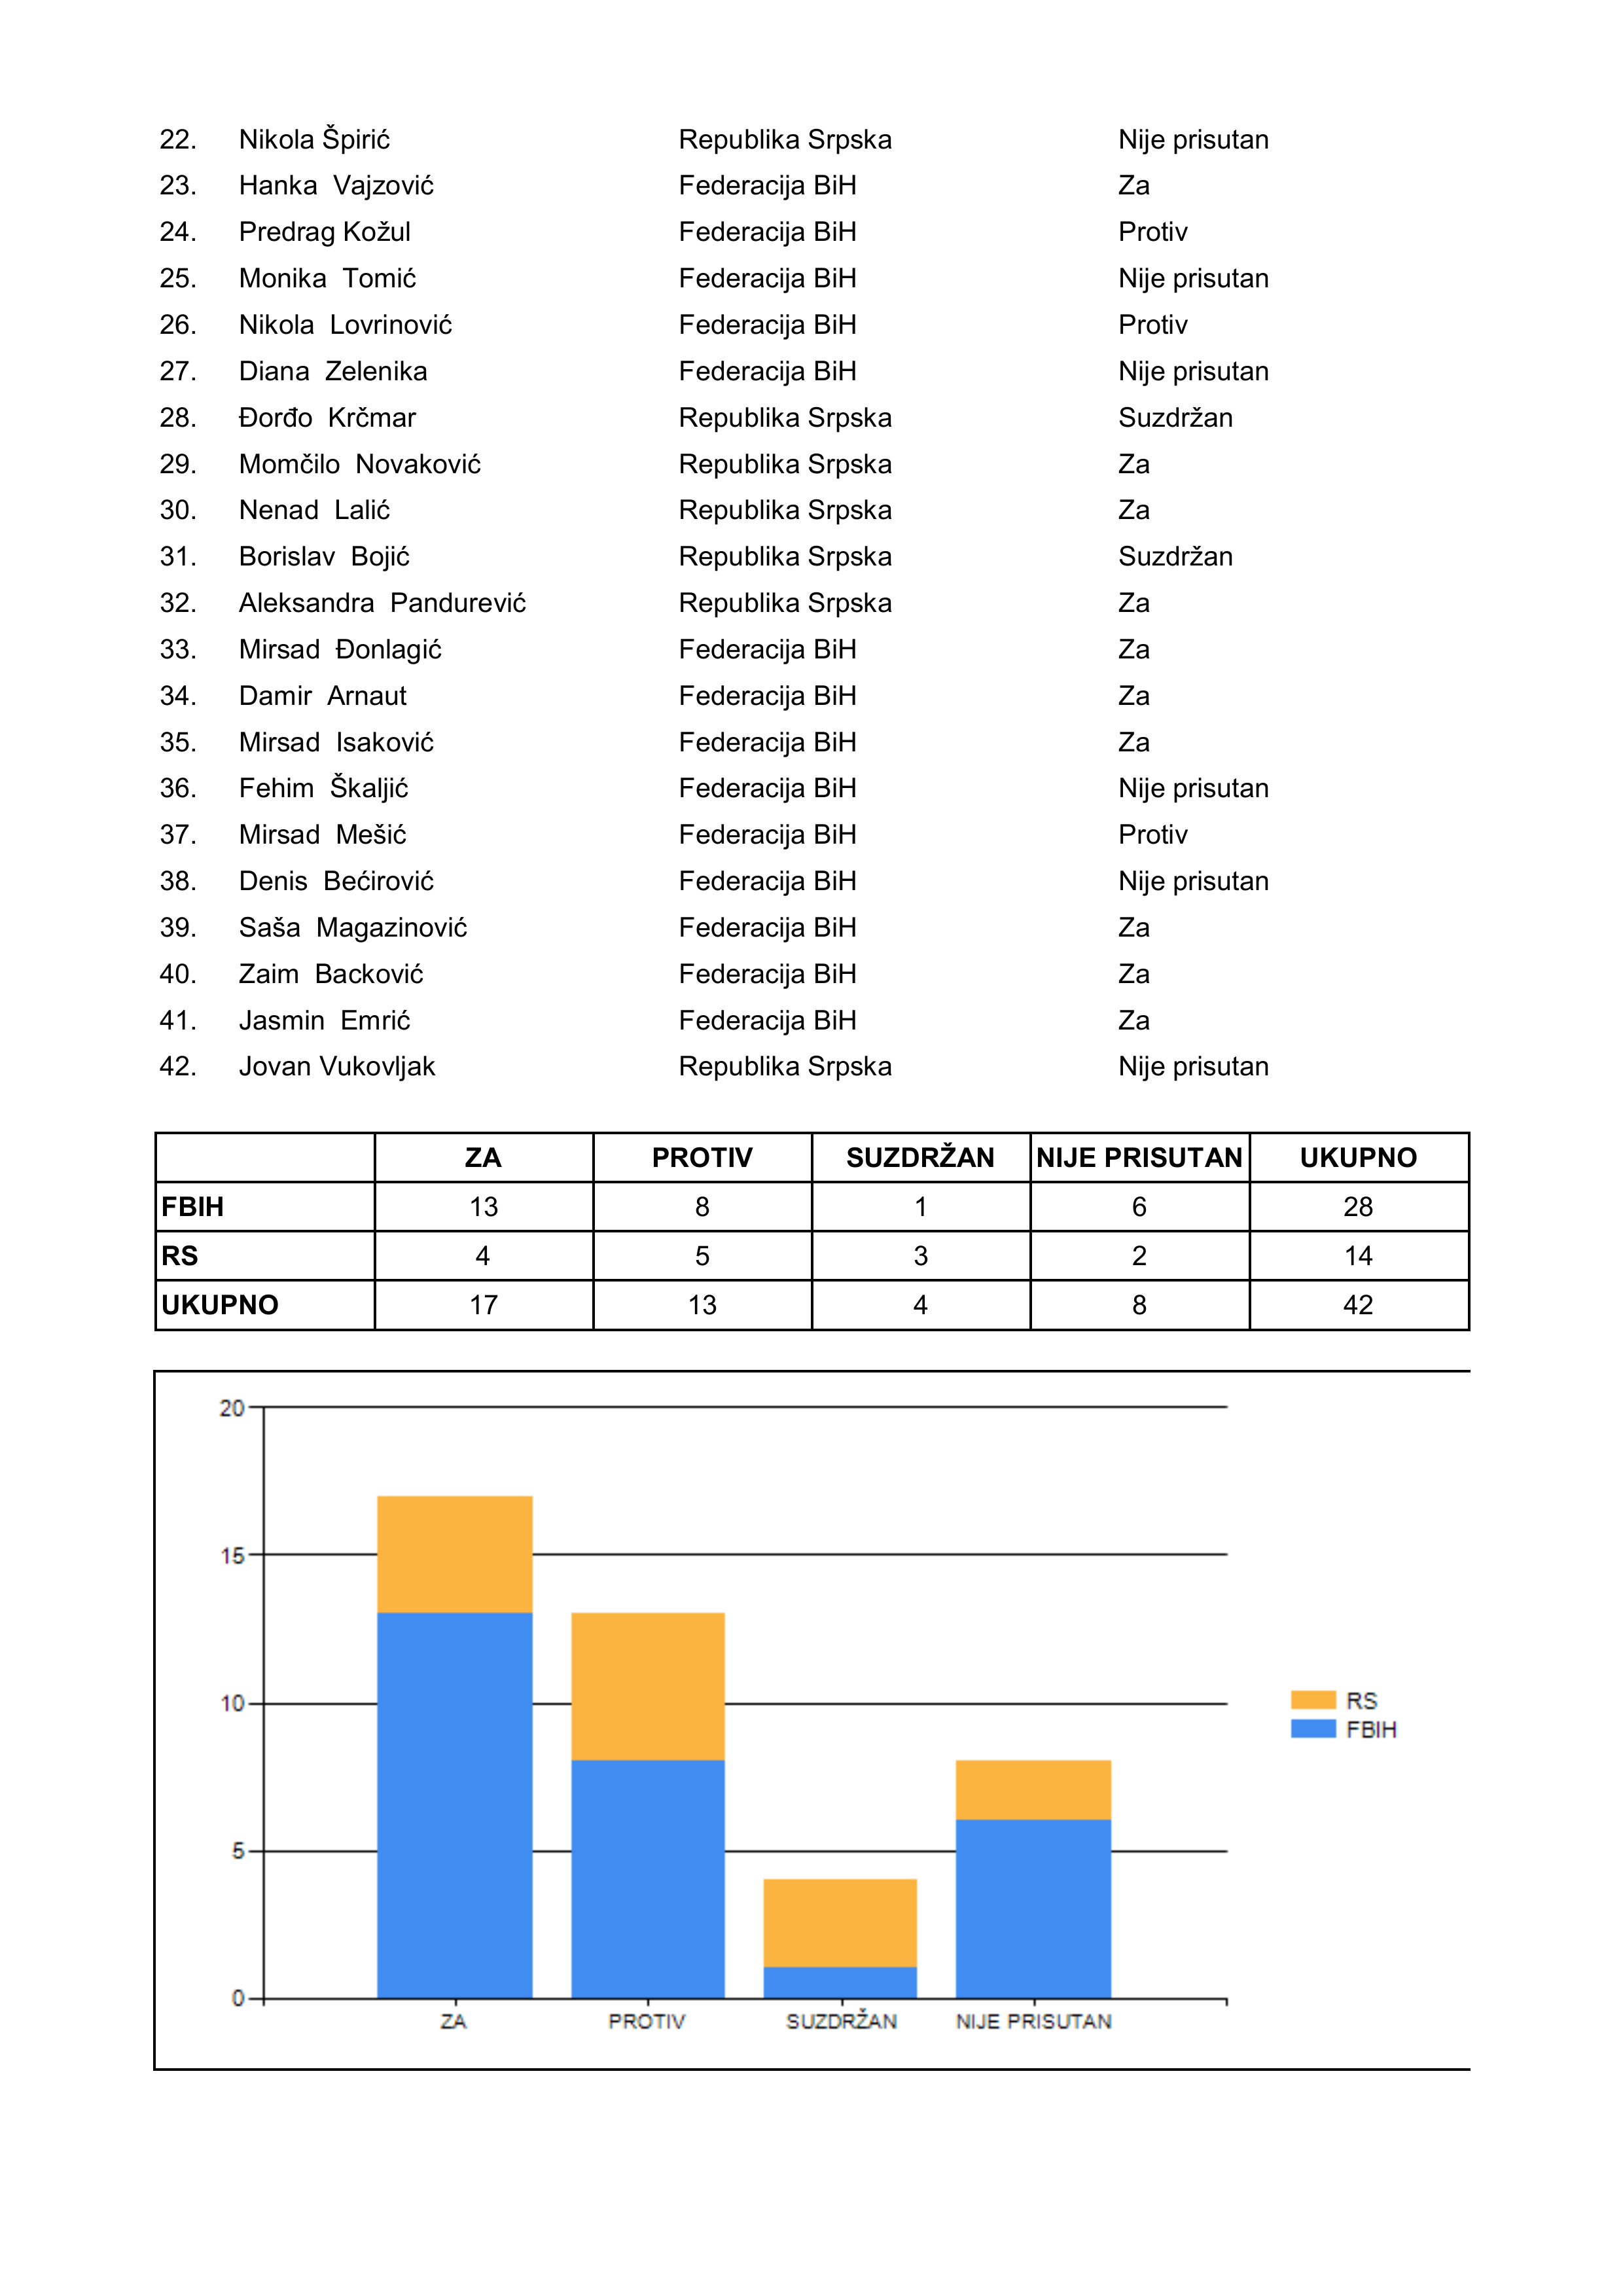 22. Nikola Špirić Republika Srpska Nije prisutan
23. Hanka Vajzović Federacija BiH Za
24. Predrag Kožul Federacija BiH Protiv
25. Monika Tomić Federacija BiH Nije prisutan
26. Nikola Lovrinović Federacija BiH Protiv
27. Diana Zelenika Federacija BiH Nije prisutan
28. Đorđo Krčmar Republika Srpska Suzdržan
29. Momčilo Novaković Republika Srpska Za
30. Nenad Lalić Republika Srpska Za
31. Borislav Bojić Republika Srpska Suzdržan
32. Aleksandra Pandurević Republika Srpska Za
33. Mirsad Đonlagić Federacija BiH Za
34. Damir Arnaut Federacija BiH Za
35. Mirsad Isaković Federacija BiH Za
36. Fehim Škaljić Federacija BiH Nije prisutan
37. Mirsad Mešić Federacija BiH Protiv
38. Denis Bećirović Federacija BiH Nije prisutan
39. Saša Magazinović Federacija BiH Za
40. Zaim Backović Federacija BiH Za
41. Jasmin Emrić Federacija BiH Za
42. Jovan Vukovljak Republika Srpska Nije prisutan
ZA PROTIV SUZDRŽAN NIJE PRISUTAN UKUPNO
FBIH 13 8 1 6 28
RS 4 5 3 2 14
UKUPNO 17 13 4 8 42
20
15
10
5
0
ZA PROTIV SUZDRŽAN NIJE PRISUTAN
RS
FBIH